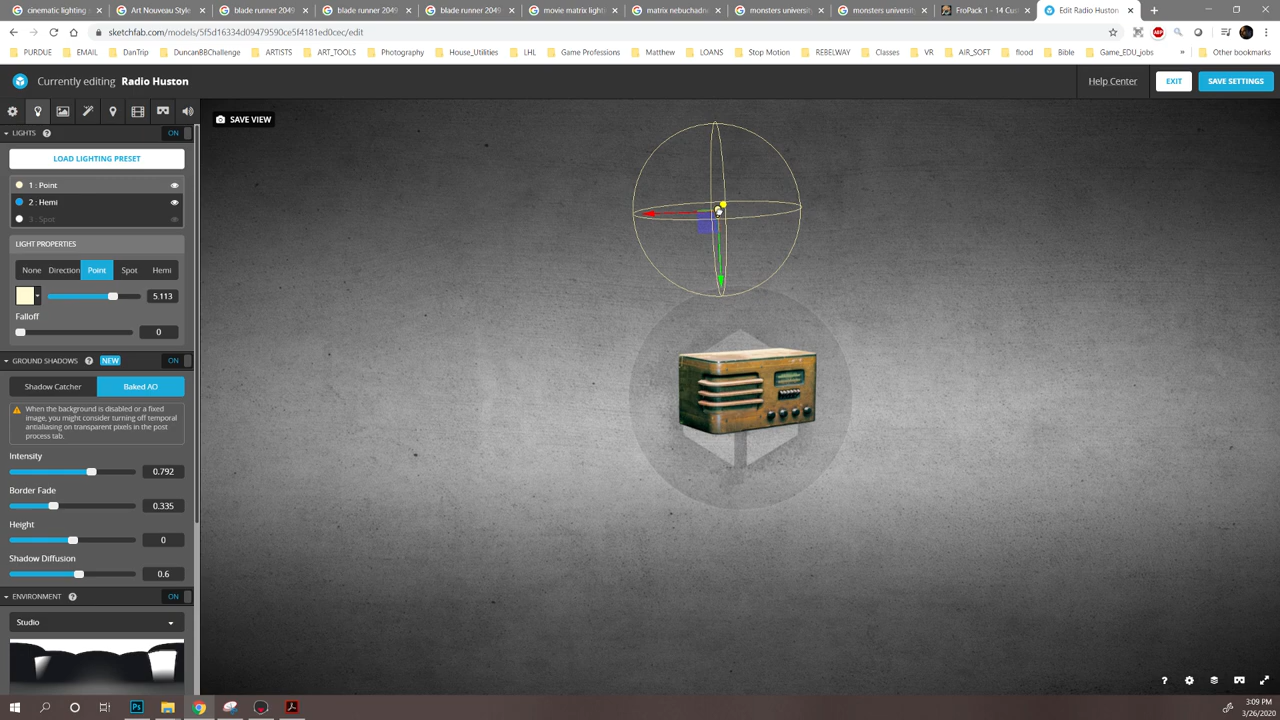 cinematic lighting
Art Nouveau Style
blade runner 2049
blade runner 2049
blade runner 2049
movie matrix lighti
matrix nebuchadne
monsters university
monsters university
FroPack 1 - 14 Cus
Edit Radio Huston
sketchfab.com/models/5f5d16334d09479590ce5f4181d60cec/edit
PURDUE
EMAIL
DanTrip
DuncanBBChallenge
ARTISTS
ART_TOOLS
Photography
House_Utilities
LHL
Game Professions
Matthew
LOANS
Stop Motion
REBELWAY
Classes
VR
AIR_SOFT
flood
Bible
Game_EDU_jobs
»
Other bookmarks
Currently editing Radio Huston
Help Center
EXIT
SAVE SETTINGS
SAVE VIEW
LIGHTS ? ON
LOAD LIGHTING PRESET
1 : Point
2 : Hemi
3 : Spot
LIGHT PROPERTIES
None Direction Point Spot Hemi
5.113
Falloff
0
GROUND SHADOWS ? NEW ON
Shadow Catcher Baked AO
When the background is disabled or a fixed
image, you might consider turning off temporal
antialiasing on transparent pixels in the post
process tab.
Intensity
0.792
Border Fade
0.335
Height
0
Shadow Diffusion
0.6
ENVIRONMENT ? ON
Studio
?
Ps
3:09 PM
3/26/2020